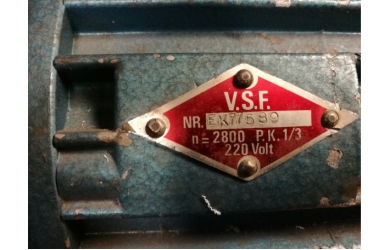 V.S.F.
NR. EK77589
n = 2800 P.K. 1/3
220 Volt